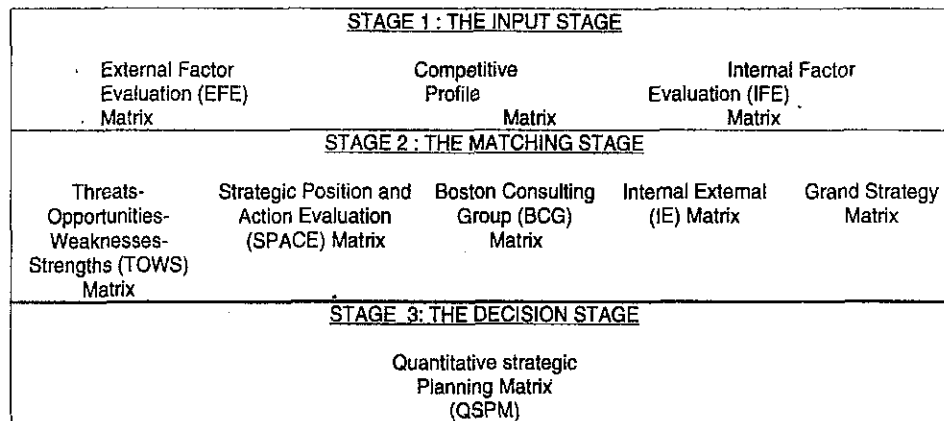 STAGE 1 : THE INPUT STAGE
External Factor Competitive Internal Factor
Evaluation (EFE) Profile Evaluation (IFE)
Matrix Matrix Matrix
STAGE 2 : THE MATCHING STAGE
Threats- Strategic Position and Boston Consulting Internal External Grand Strategy
Opportunities- Action Evaluation Group (BCG) (IE) Matrix Matrix
Weaknesses- (SPACE) Matrix Matrix
Strengths (TOWS)
Matrix
STAGE 3: THE DECISION STAGE
Quantitative strategic
Planning Matrix
(QSPM)